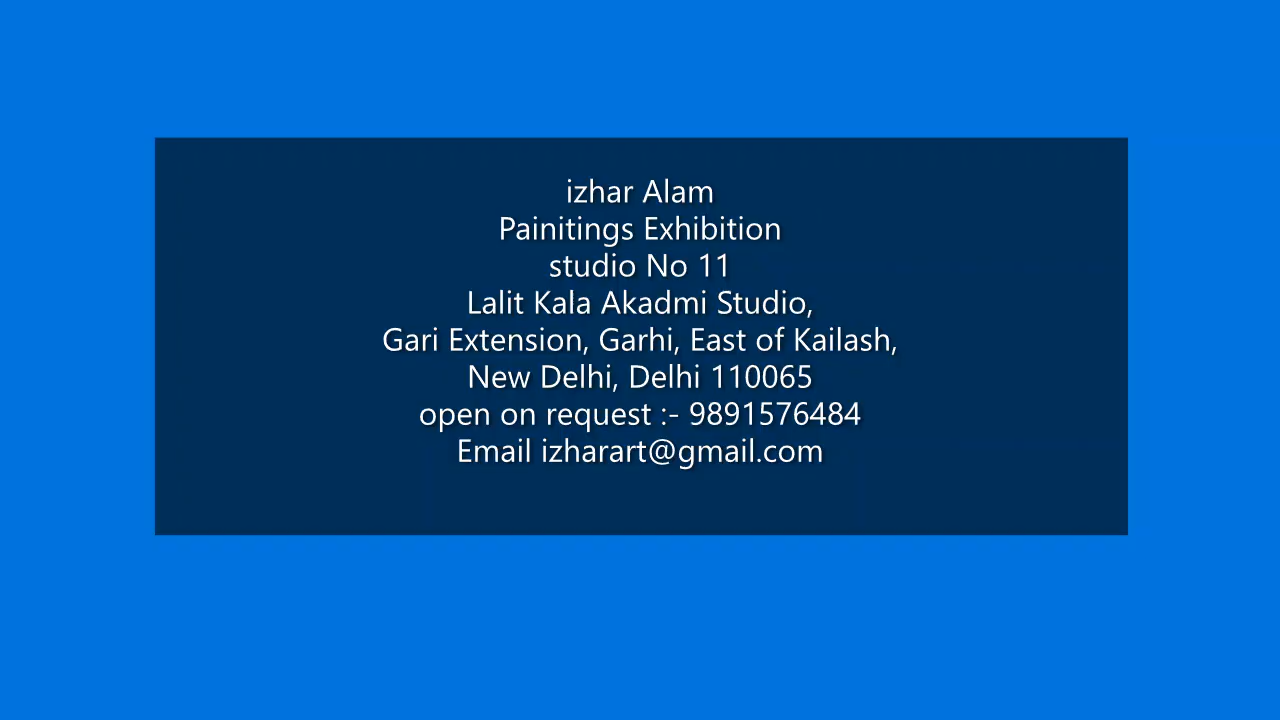 izhar Alam
Painitings Exhibition
studio No 11
Lalit Kala Akadmi Studio,
Gari Extension, Garhi, East of Kailash,
New Delhi, Delhi 110065
open on request :- 9891576484
Email izharart@gmail.com